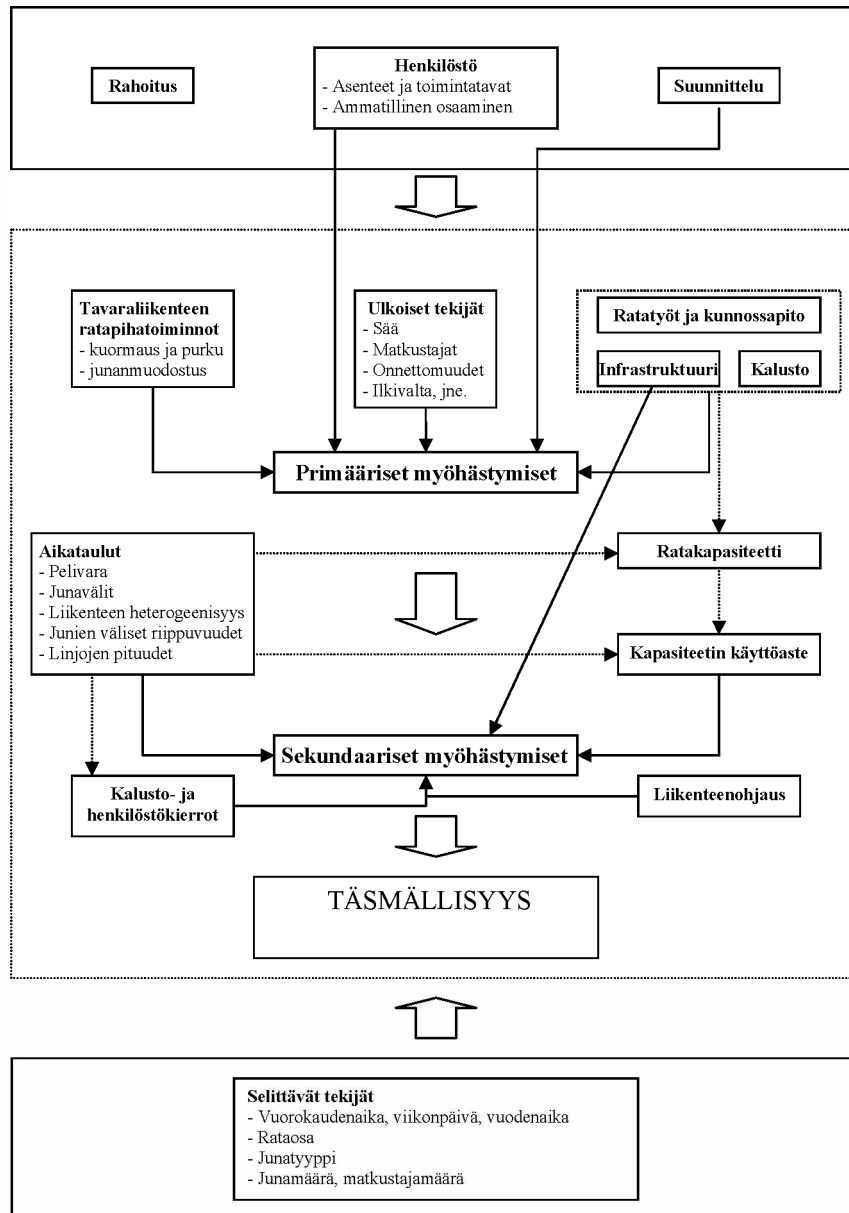 Rahoitus
Henkilöstö
- Asenteet ja toimintatavat
- Ammatillinen osaaminen
Suunnittelu
Tavaraliikenteen
ratapihatoiminnot
- kuormaus ja purku
- junanmuodostus
Ulkoiset tekijät
- Sää
- Matkustajat
- Onnettomuudet
- Ilkivalta, jne.
Ratatyöt ja kunnossapito
Infrastruktuuri
Kalusto
Primääriset myöhästymiset
Aikataulut
- Pelivara
- Junavälit
- Liikenteen heterogeenisyys
- Junien väliset riippuvuudet
- Linjojen pituudet
Ratakapasiteetti
Kapasiteetin käyttöaste
Sekundaariset myöhästymiset
Kalusto- ja
henkilöstökierrot
Liikenteenohjaus
TÄSMÄLLISYYS
Selittävät tekijät
- Vuorokaudenaika, viikonpäivä, vuodenaika
- Rataosa
- Junatyyppi
- Junamäärä, matkustajamäärä